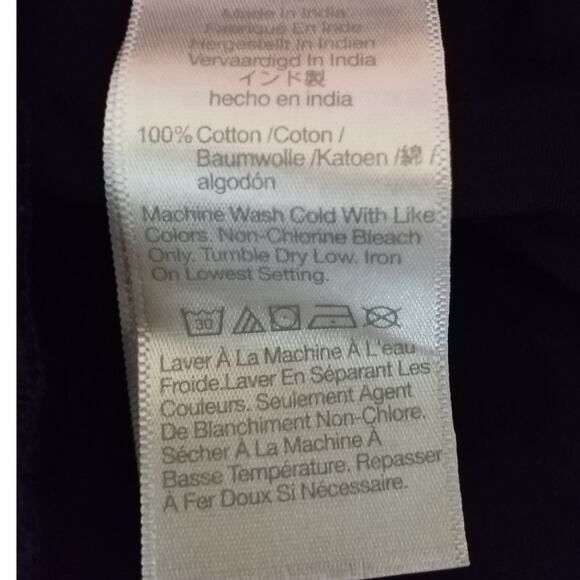 Made In India
Fabriqué En Inde
Hergestellt In Indien
Vervaardigd In India
インド製
hecho en india
100% Cotton /Coton /
Baumwolle /Katoen /綿 /
algodón
Machine Wash Cold With Like
Colors. Non-Chlorine Bleach
Only. Tumble Dry Low. Iron
On Lowest Setting.
30
Laver À La Machine À L'eau
Froide.Laver En Séparant Les
Couleurs. Seulement Agent
De Blanchiment Non-Chlore.
Sécher À La Machine À
Basse Température. Repasser
À Fer Doux Si Nécessaire.